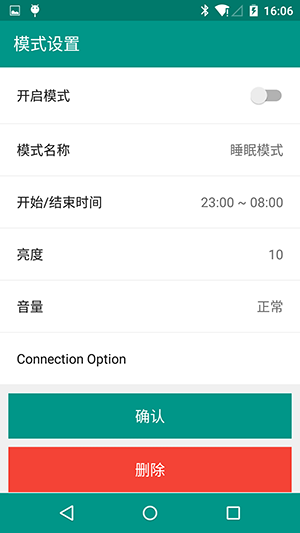 16:06
模式设置
开启模式
模式名称 睡眠模式
开始/结束时间 23:00 ~ 08:00
亮度 10
音量 正常
Connection Option
确认
删除